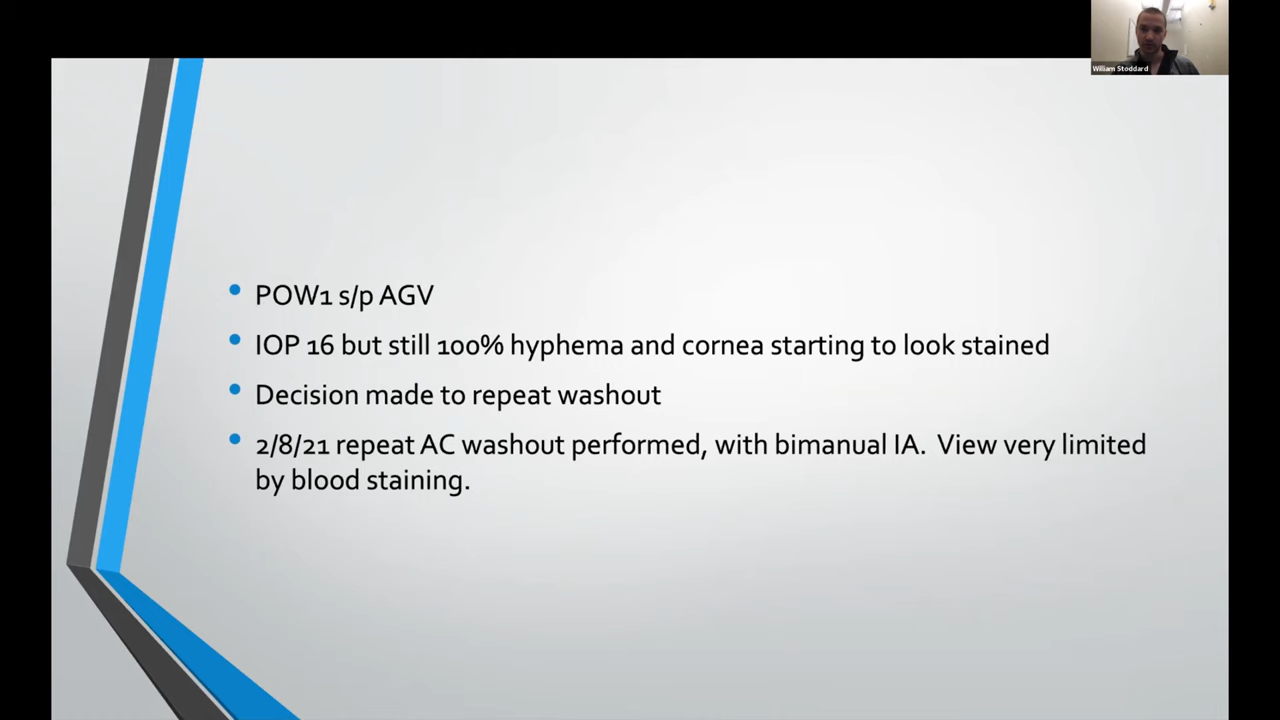 William Stoddard
POW1 s/p AGV
IOP 16 but still 100% hyphema and cornea starting to look stained
Decision made to repeat washout
2/8/21 repeat AC washout performed, with bimanual IA.  View very limited
by blood staining.